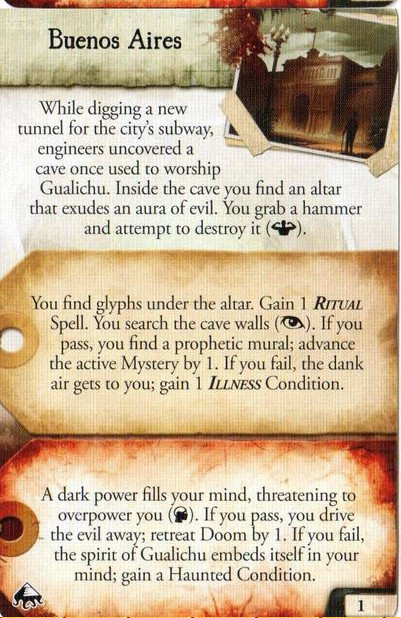 Buenos Aires
While digging a new
tunnel for the city's subway,
engineers uncovered a
cave once used to worship
Gualichu. Inside the cave you find an altar
that exudes an aura of evil. You grab a hammer
and attempt to destroy it ( ).
You find glyphs under the altar. Gain 1 RITUAL
Spell. You search the cave walls ( ). If you
pass, you find a prophetic mural; advance
the active Mystery by 1. If you fail, the dank
air gets to you; gain 1 ILLNESS Condition.
A dark power fills your mind, threatening to
overpower you ( ). If you pass, you drive
the evil away; retreat Doom by 1. If you fail,
the spirit of Gualichu embeds itself in your
mind; gain a Haunted Condition.
1